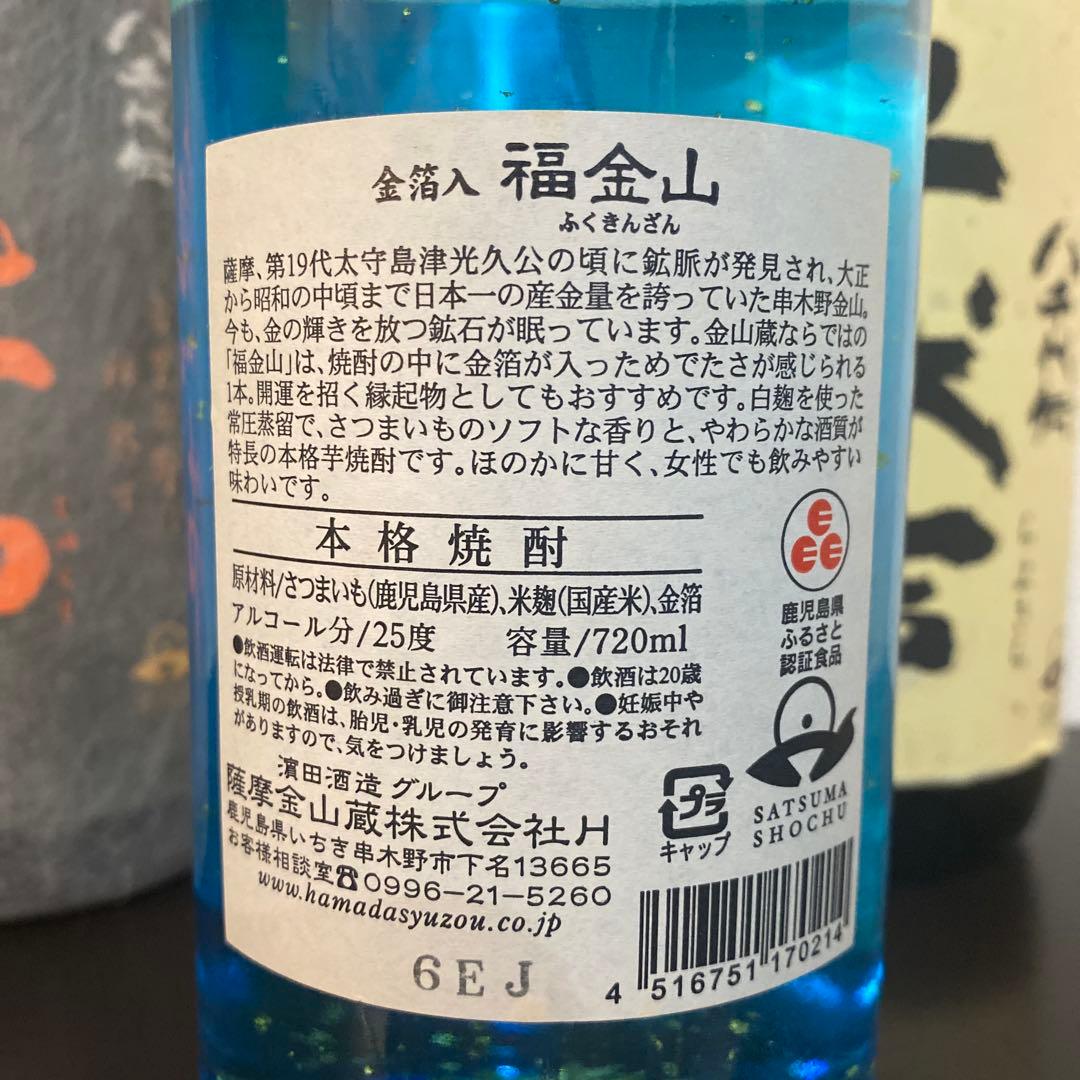 金箔入 福金山
ふくきんざん
薩摩、第19代太守島津光久公の頃に鉱脈が発見され、大正
から昭和の中頃まで日本一の産金量を誇っていた串木野金山。
今も、金の輝きを放つ鉱石が眠っています。金山蔵ならではの
「福金山」は、焼酎の中に金箔が入っためでたさが感じられる
1本。開運を招く縁起物としてもおすすめです。白麹を使った
常圧蒸留で、さつまいものソフトな香りと、やわらかな酒質が
特長の本格芋焼酎です。ほのかに甘く、女性でも飲みやすい
味わいです。
本格焼酎
原材料/さつまいも(鹿児島県産)、米麹(国産米)、金箔
アルコール分/25度 容量/720ml
●飲酒運転は法律で禁止されています。●飲酒は20歳
になってから。●飲み過ぎに御注意下さい。●妊娠中や
授乳期の飲酒は、胎児・乳児の発育に影響するおそれ
がありますので、気をつけましょう。
濵田酒造 グループ
薩摩金山蔵株式会社H
鹿児島県いちき串木野市下名13665
お客様相談室☎0996-21-5260
www.hamadasyuzou.co.jp
6EJ
鹿児島県
ふるさと
認証食品
SATSUMA
SHOCHU
プラ
キャップ
4 516751 170214